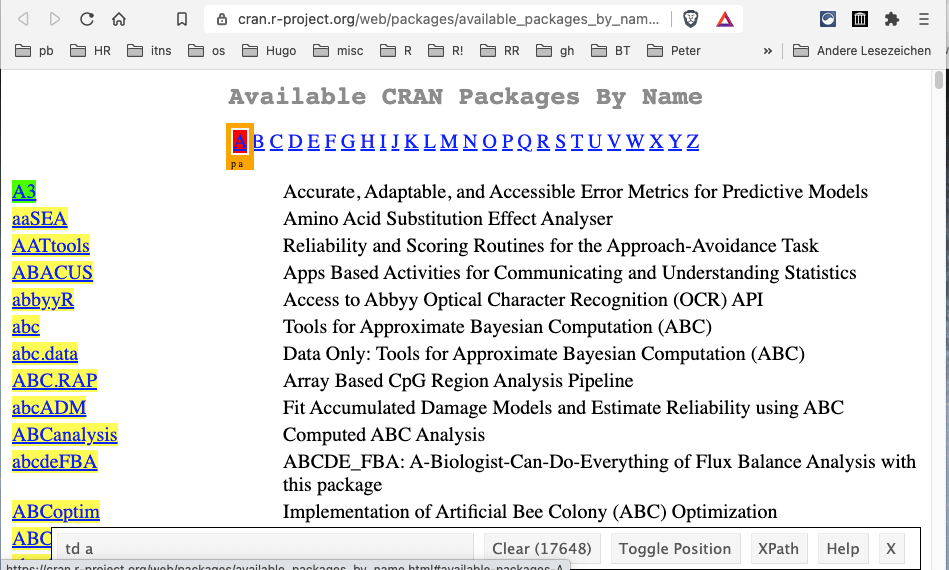 cran.r-project.org/web/packages/available_packages_by_nam...
pb HR itns os Hugo misc R R! RR gh BT Peter » Andere Lesezeichen
Available CRAN Packages By Name
A B C D E F G H I J K L M N O P Q R S T U V W X Y Z
p a
A3 Accurate, Adaptable, and Accessible Error Metrics for Predictive Models
aaSEA Amino Acid Substitution Effect Analyser
AATtools Reliability and Scoring Routines for the Approach-Avoidance Task
ABACUS Apps Based Activities for Communicating and Understanding Statistics
abbyyR Access to Abbyy Optical Character Recognition (OCR) API
abc Tools for Approximate Bayesian Computation (ABC)
abc.data Data Only: Tools for Approximate Bayesian Computation (ABC)
ABC.RAP Array Based CpG Region Analysis Pipeline
abcADM Fit Accumulated Damage Models and Estimate Reliability using ABC
ABCanalysis Computed ABC Analysis
abcdeFBA ABCDE_FBA: A-Biologist-Can-Do-Everything of Flux Balance Analysis with
this package
ABCoptim Implementation of Artificial Bee Colony (ABC) Optimization
ABC
td a Clear (17648) Toggle Position XPath Help X
https://cran.r-project.org/web/packages/available_packages_by_name.html#available-packages-A